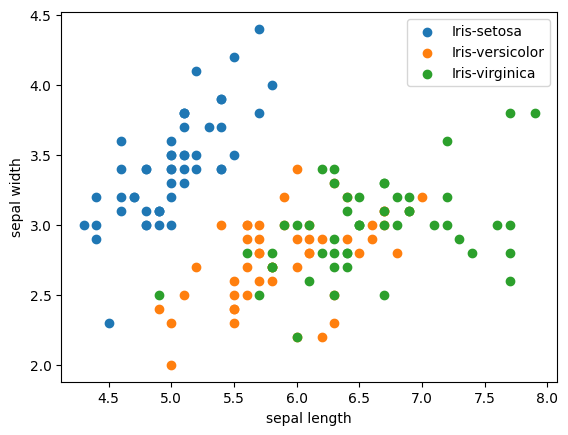 Iris-setosa
Iris-versicolor
Iris-virginica
4.5
4.0
3.5
3.0
2.5
2.0
sepal width
4.5 5.0 5.5 6.0 6.5 7.0 7.5 8.0
sepal length